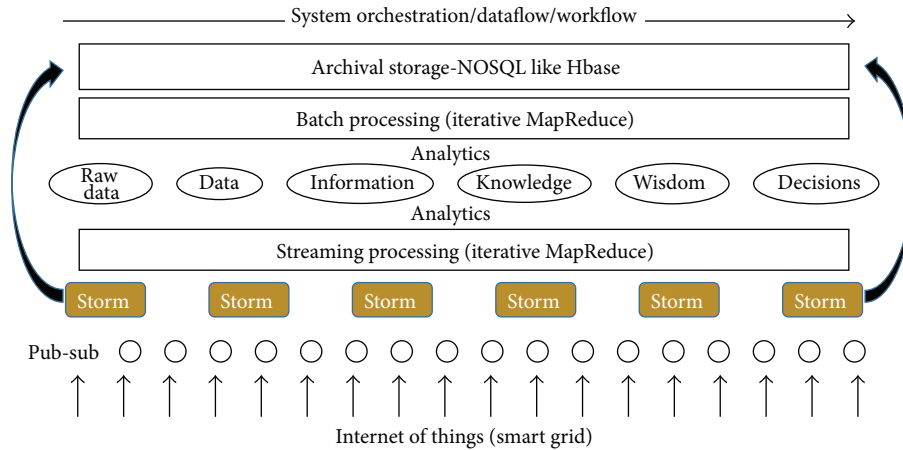 System orchestration/dataflow/workflow
Archival storage-NOSQL like Hbase
Batch processing (iterative MapReduce)
Analytics
Raw
data
Data
Information
Knowledge
Wisdom
Decisions
Analytics
Streaming processing (iterative MapReduce)
Storm
Storm
Storm
Storm
Storm
Storm
Pub-sub
Internet of things (smart grid)